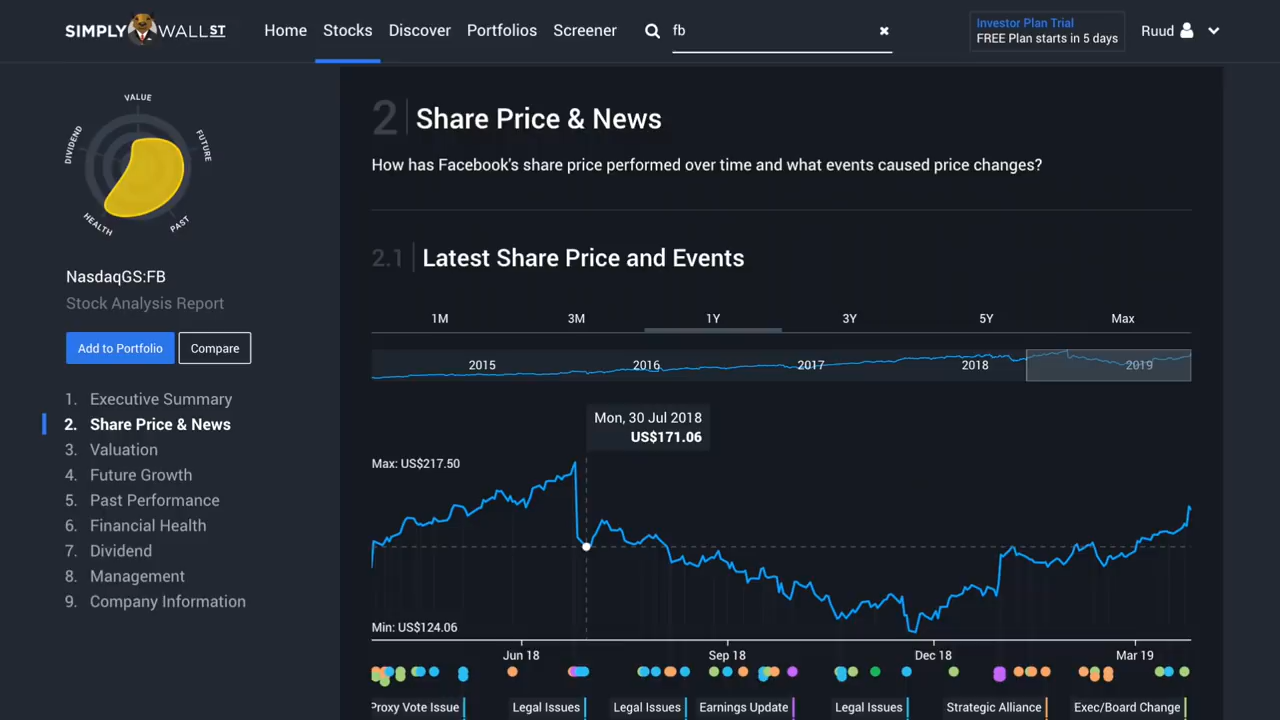 SIMPLY WALL ST
Home
Stocks
Discover
Portfolios
Screener
fb
Investor Plan Trial
FREE Plan starts in 5 days
Ruud
VALUE
FUTURE
PAST
HEALTH
DIVIDEND
NasdaqGS:FB
Stock Analysis Report
Add to Portfolio
Compare
1. Executive Summary
2. Share Price & News
3. Valuation
4. Future Growth
5. Past Performance
6. Financial Health
7. Dividend
8. Management
9. Company Information
2 Share Price & News
How has Facebook's share price performed over time and what events caused price changes?
2.1 Latest Share Price and Events
1M 3M 1Y 3Y 5Y Max
2015 2016 2017 2018 2019
Mon, 30 Jul 2018
US$171.06
Max: US$217.50
Min: US$124.06
Jun 18 Sep 18 Dec 18 Mar 19
Proxy Vote Issue Legal Issues Legal Issues Earnings Update Legal Issues Strategic Alliance Exec/Board Change